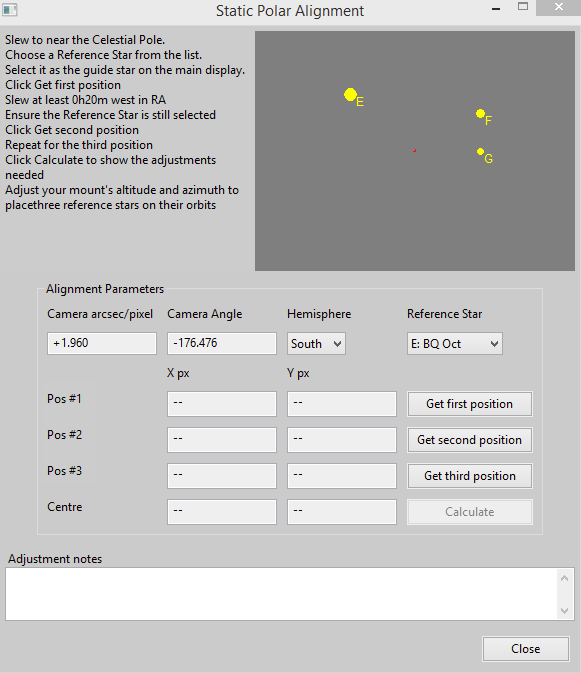 Static Polar Alignment
Slew to near the Celestial Pole.
Choose a Reference Star from the list.
Select it as the guide star on the main display.
Click Get first position
Slew at least 0h20m west in RA
Ensure the Reference Star is still selected
Click Get second position
Repeat for the third position
Click Calculate to show the adjustments
needed
Adjust your mount's altitude and azimuth to
placethree reference stars on their orbits
E
F
G
Alignment Parameters
Camera arcsec/pixel Camera Angle Hemisphere Reference Star
+1.960 -176.476 South E: BQ Oct
X px Y px
Pos #1 -- -- Get first position
Pos #2 -- -- Get second position
Pos #3 -- -- Get third position
Centre -- -- Calculate
Adjustment notes
Close